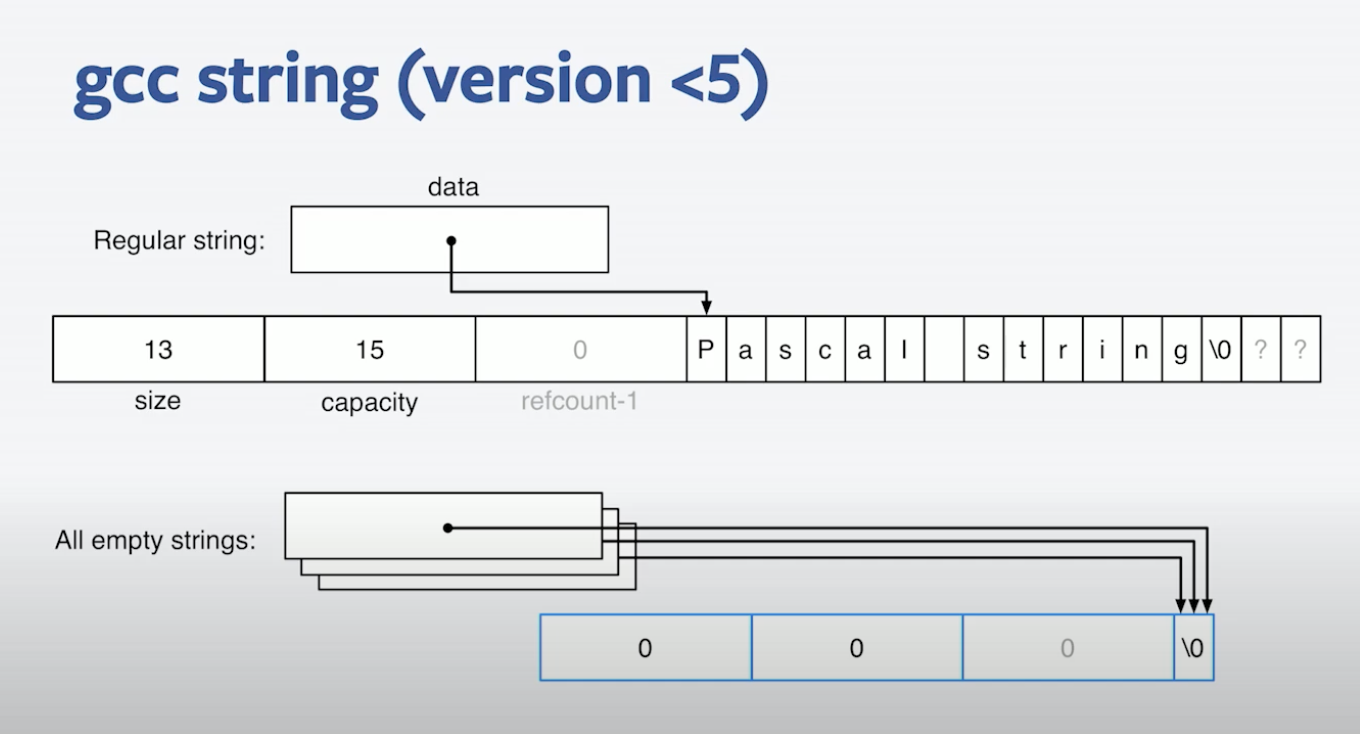 gcc string (version <5)
data
Regular string:
13 15 0 P a s c a l s t r i n g \0 ? ?
size capacity refcount-1
All empty strings:
0 0 0 \0